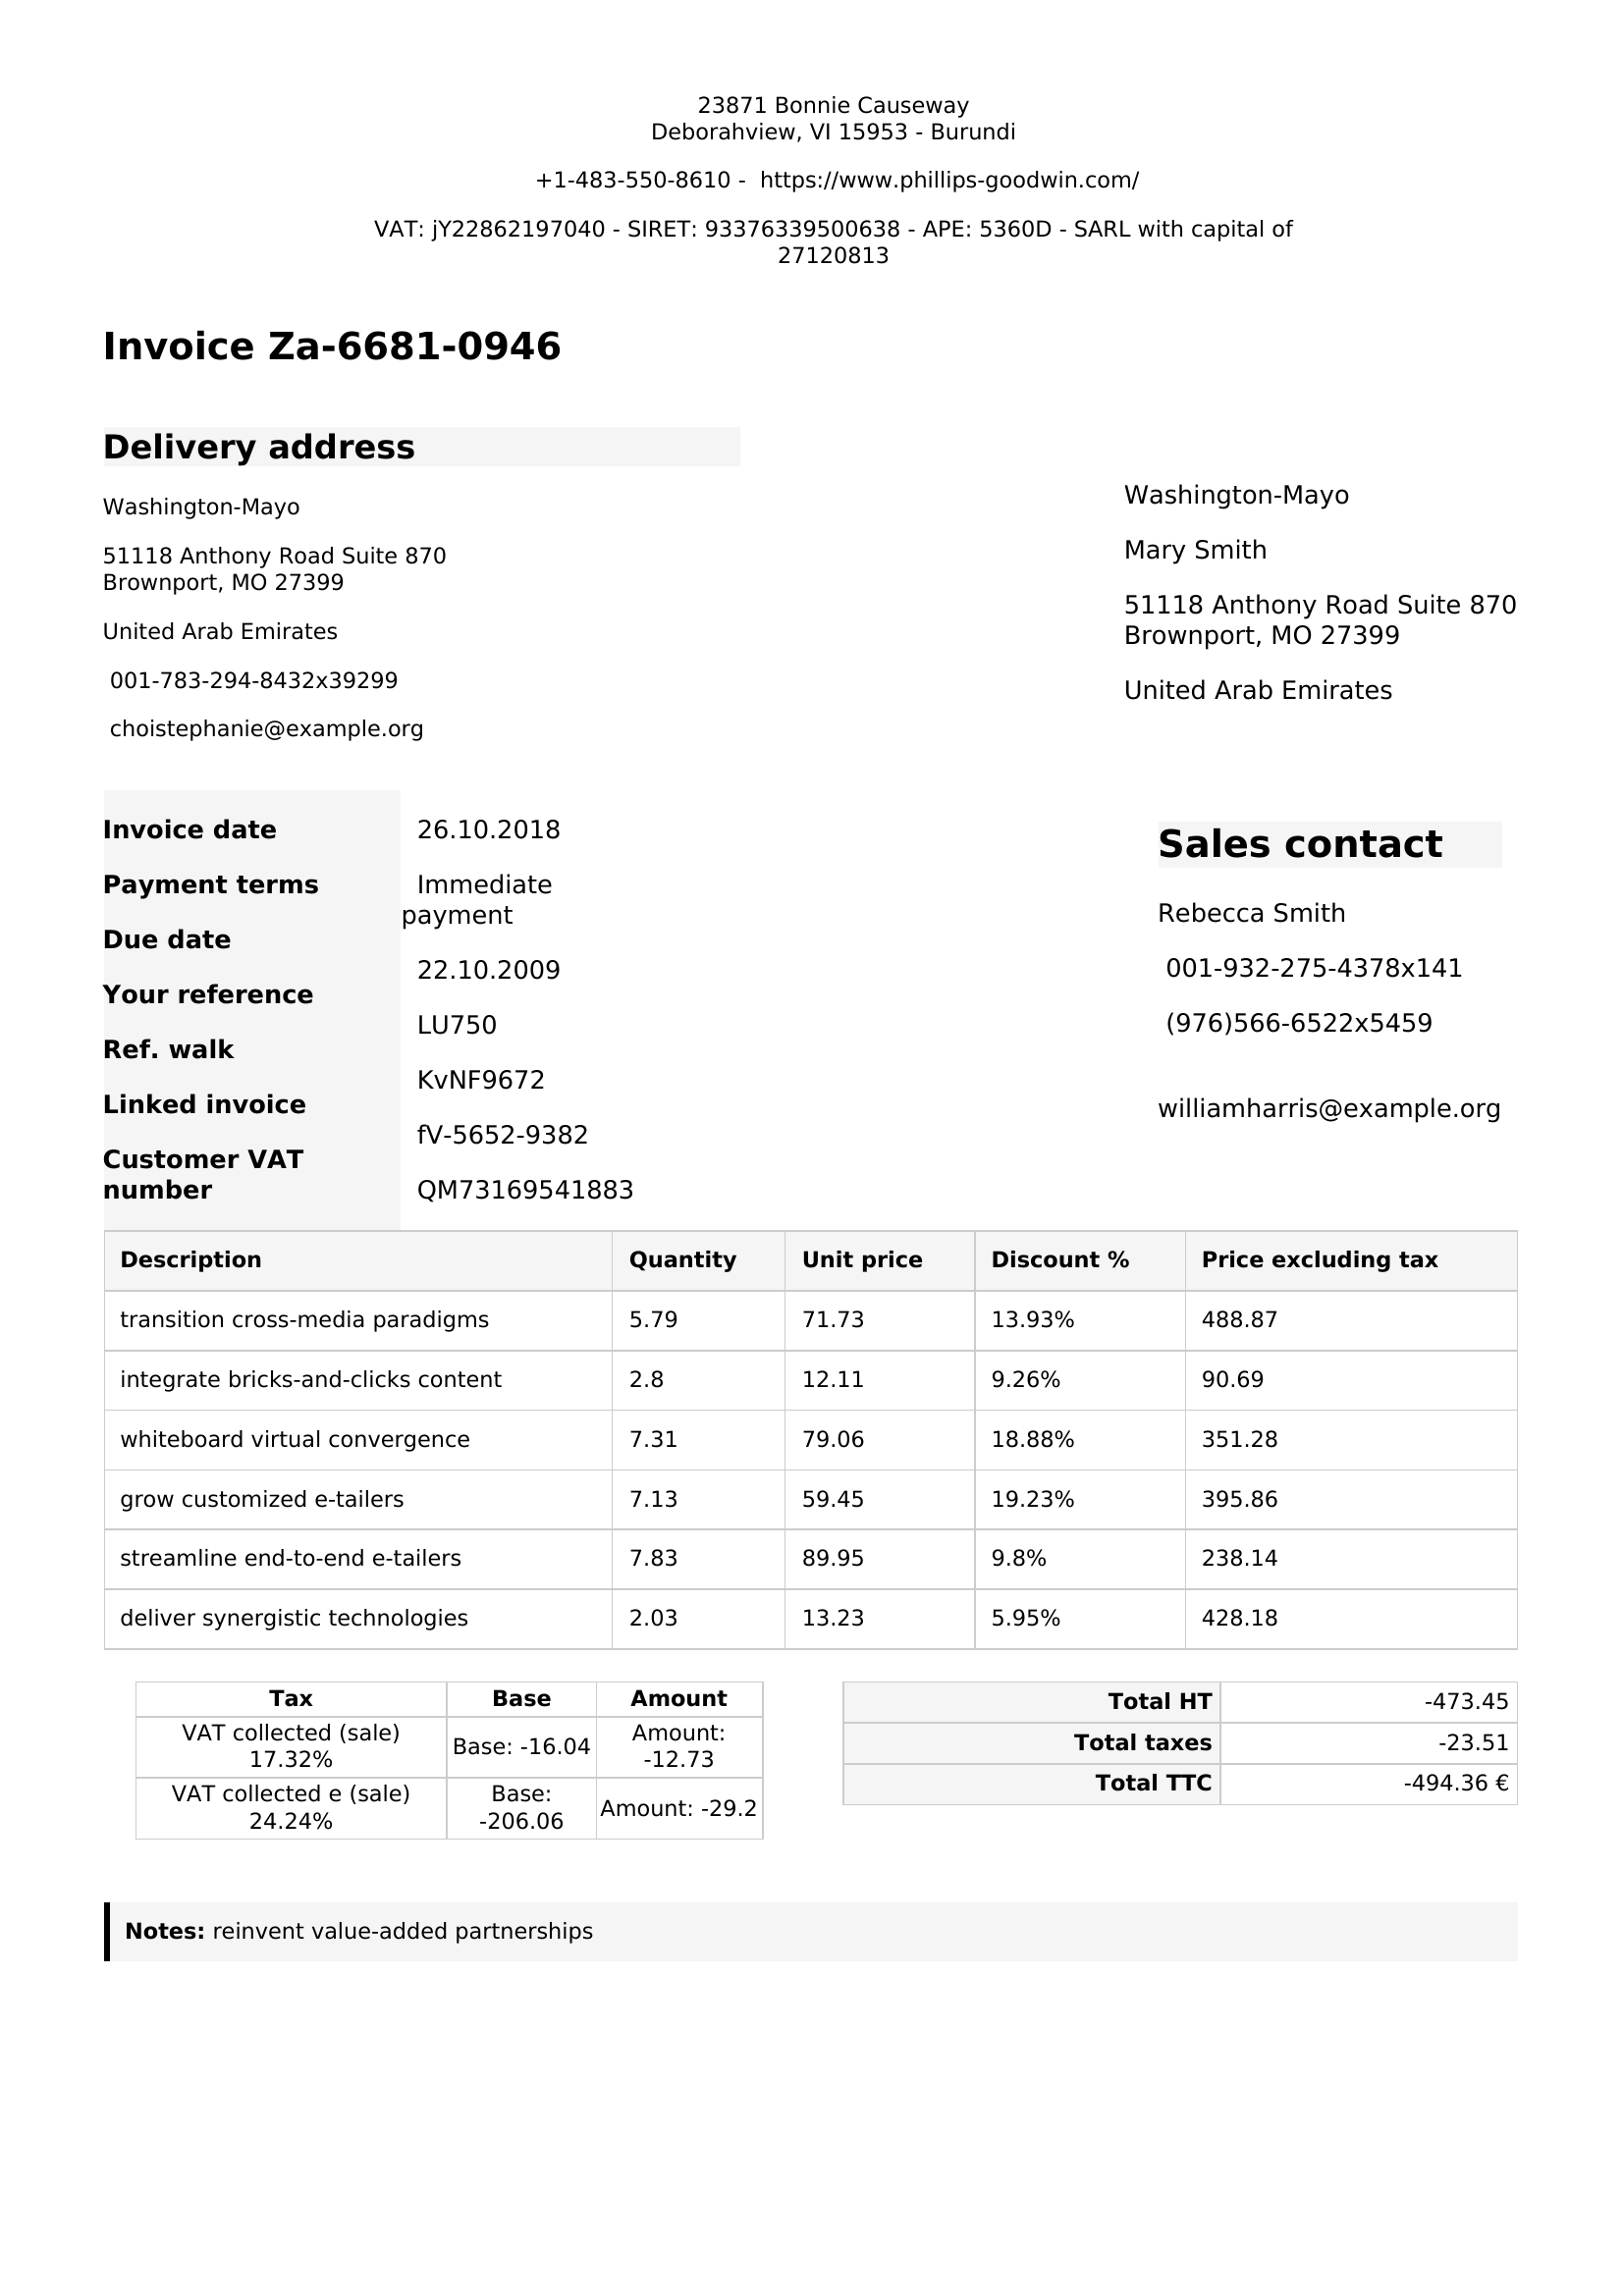 23871 Bonnie Causeway
Deborahview, VI 15953 - Burundi
+1-483-550-8610 -  https://www.phillips-goodwin.com/
VAT: jY22862197040 - SIRET: 93376339500638 - APE: 5360D - SARL with capital of
27120813
Invoice Za-6681-0946
Delivery address
Washington-Mayo
51118 Anthony Road Suite 870
Brownport, MO 27399
United Arab Emirates
001-783-294-8432x39299
choistephanie@example.org
Washington-Mayo
Mary Smith
51118 Anthony Road Suite 870
Brownport, MO 27399
United Arab Emirates
Invoice date
Payment terms
Due date
Your reference
Ref. walk
Linked invoice
Customer VAT
number
26.10.2018
Immediate
payment
22.10.2009
LU750
KvNF9672
fV-5652-9382
QM73169541883
Sales contact
Rebecca Smith
001-932-275-4378x141
(976)566-6522x5459
williamharris@example.org
Description Quantity Unit price Discount % Price excluding tax
transition cross-media paradigms 5.79 71.73 13.93% 488.87
integrate bricks-and-clicks content 2.8 12.11 9.26% 90.69
whiteboard virtual convergence 7.31 79.06 18.88% 351.28
grow customized e-tailers 7.13 59.45 19.23% 395.86
streamline end-to-end e-tailers 7.83 89.95 9.8% 238.14
deliver synergistic technologies 2.03 13.23 5.95% 428.18
Tax Base Amount
VAT collected (sale)
17.32%
Base: -16.04
Amount:
-12.73
VAT collected e (sale)
24.24%
Base:
-206.06
Amount: -29.2
Total HT -473.45
Total taxes -23.51
Total TTC -494.36 €
Notes: reinvent value-added partnerships